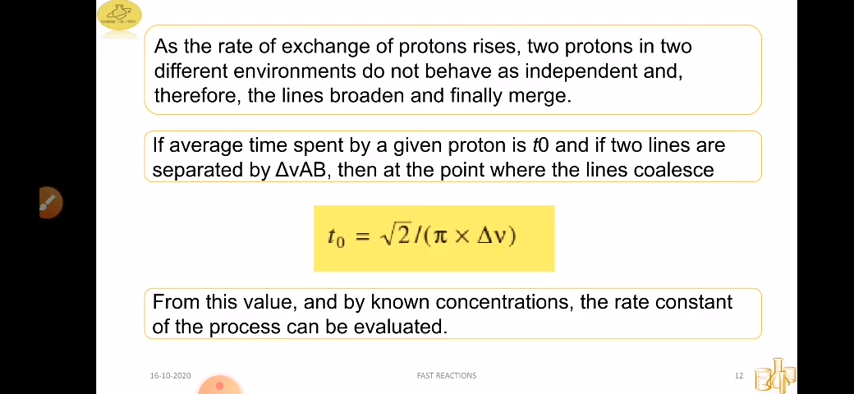 As the rate of exchange of protons rises, two protons in two
different environments do not behave as independent and,
therefore, the lines broaden and finally merge.
If average time spent by a given proton is t0 and if two lines are
separated by ΔvAB, then at the point where the lines coalesce
t₀ = √2/(π × Δν)
From this value, and by known concentrations, the rate constant
of the process can be evaluated.
16-10-2020
FAST REACTIONS
12